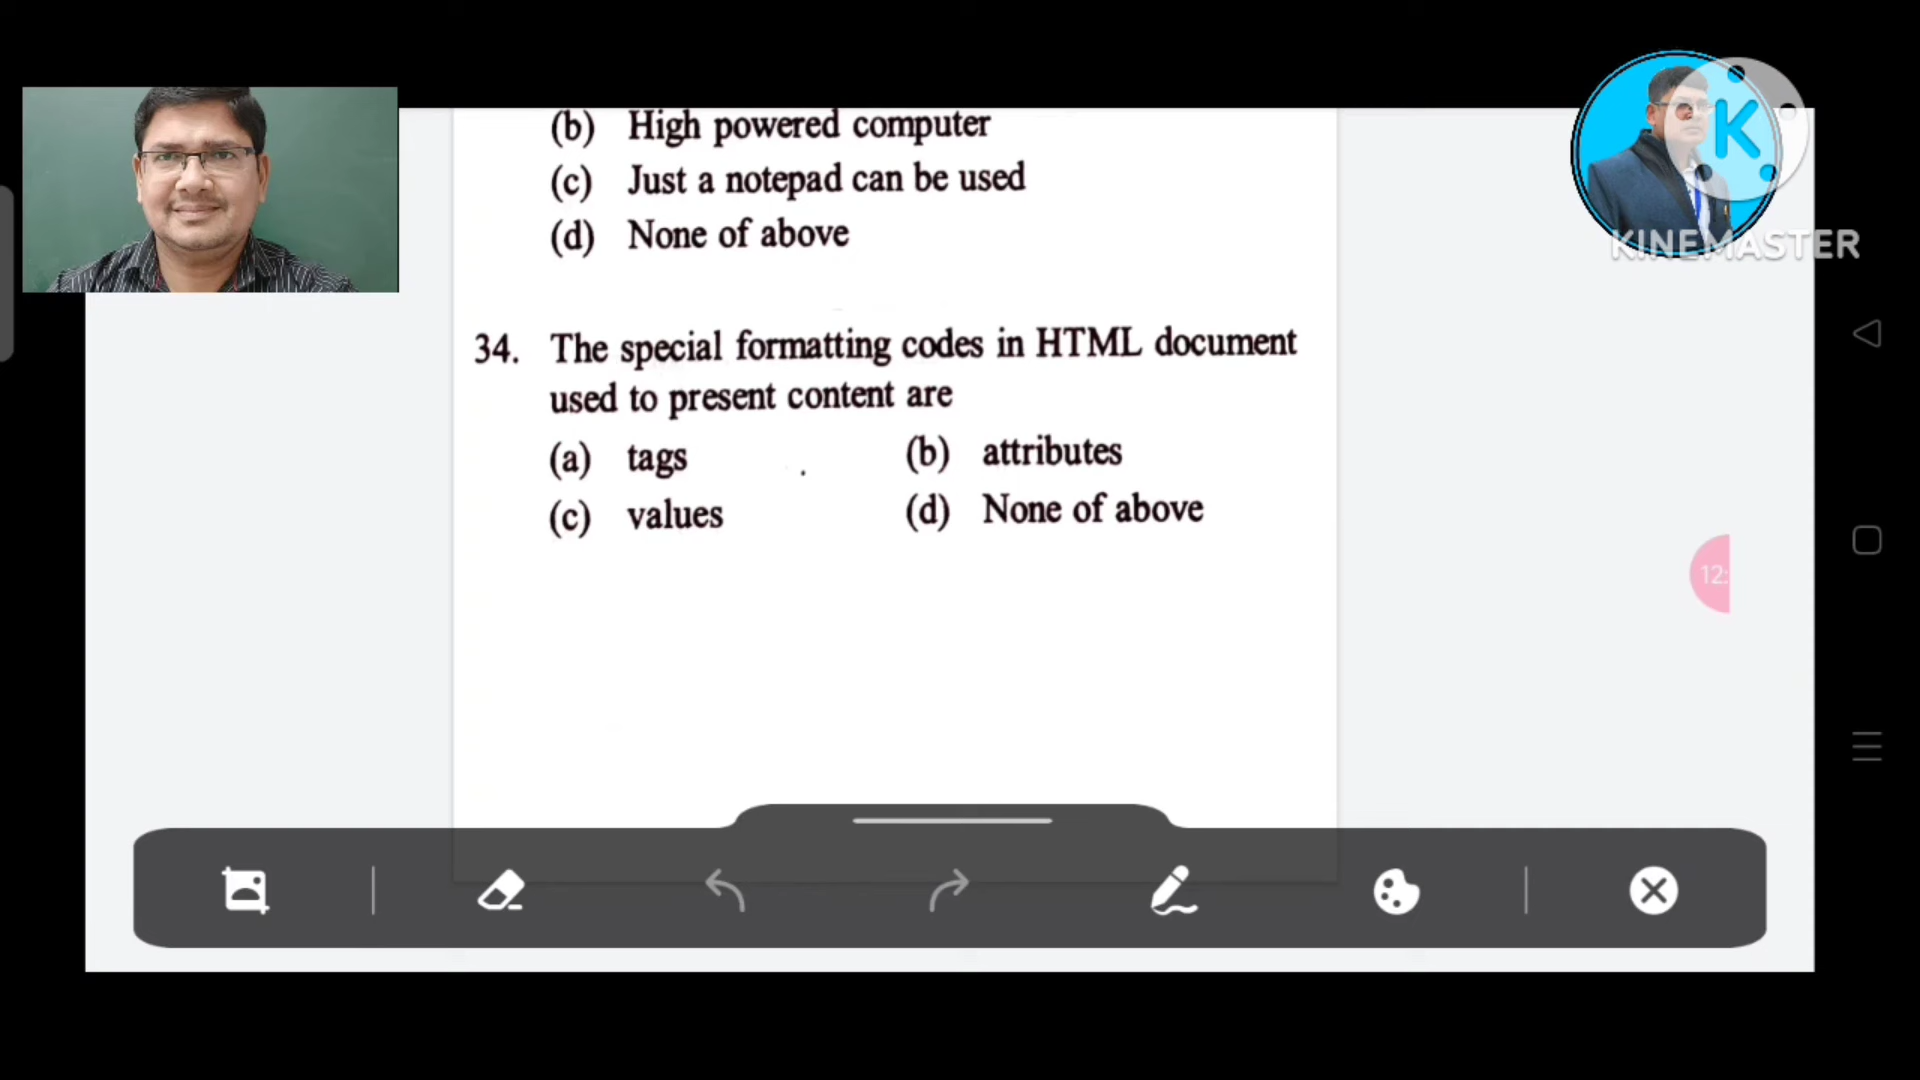 (b) High powered computer
(c) Just a notepad can be used
(d) None of above
KINEMASTER
34. The special formatting codes in HTML document
used to present content are
(a) tags (b) attributes
(c) values (d) None of above
12: